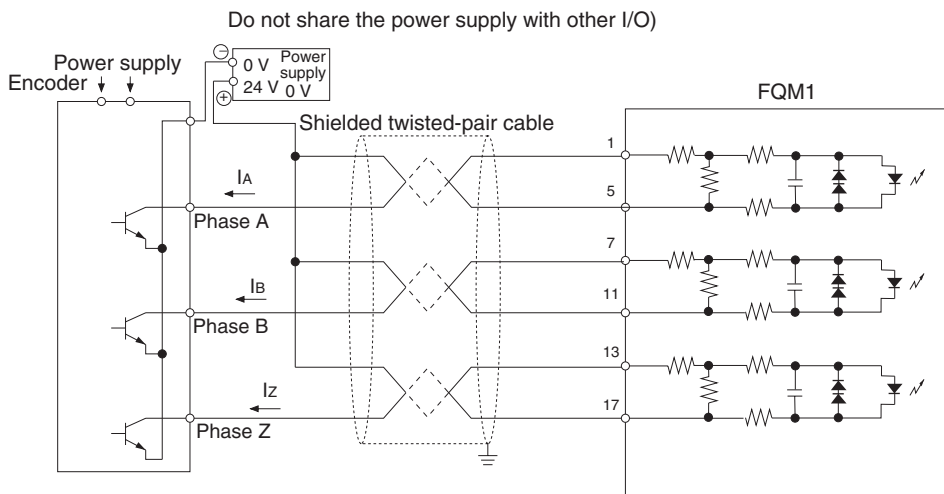 Do not share the power supply with other I/O)
Power supply
Encoder
0 V
Power supply
24 V
0 V
FQM1
Shielded twisted-pair cable
1
IA
5
Phase A
7
IB
11
Phase B
13
IZ
17
Phase Z